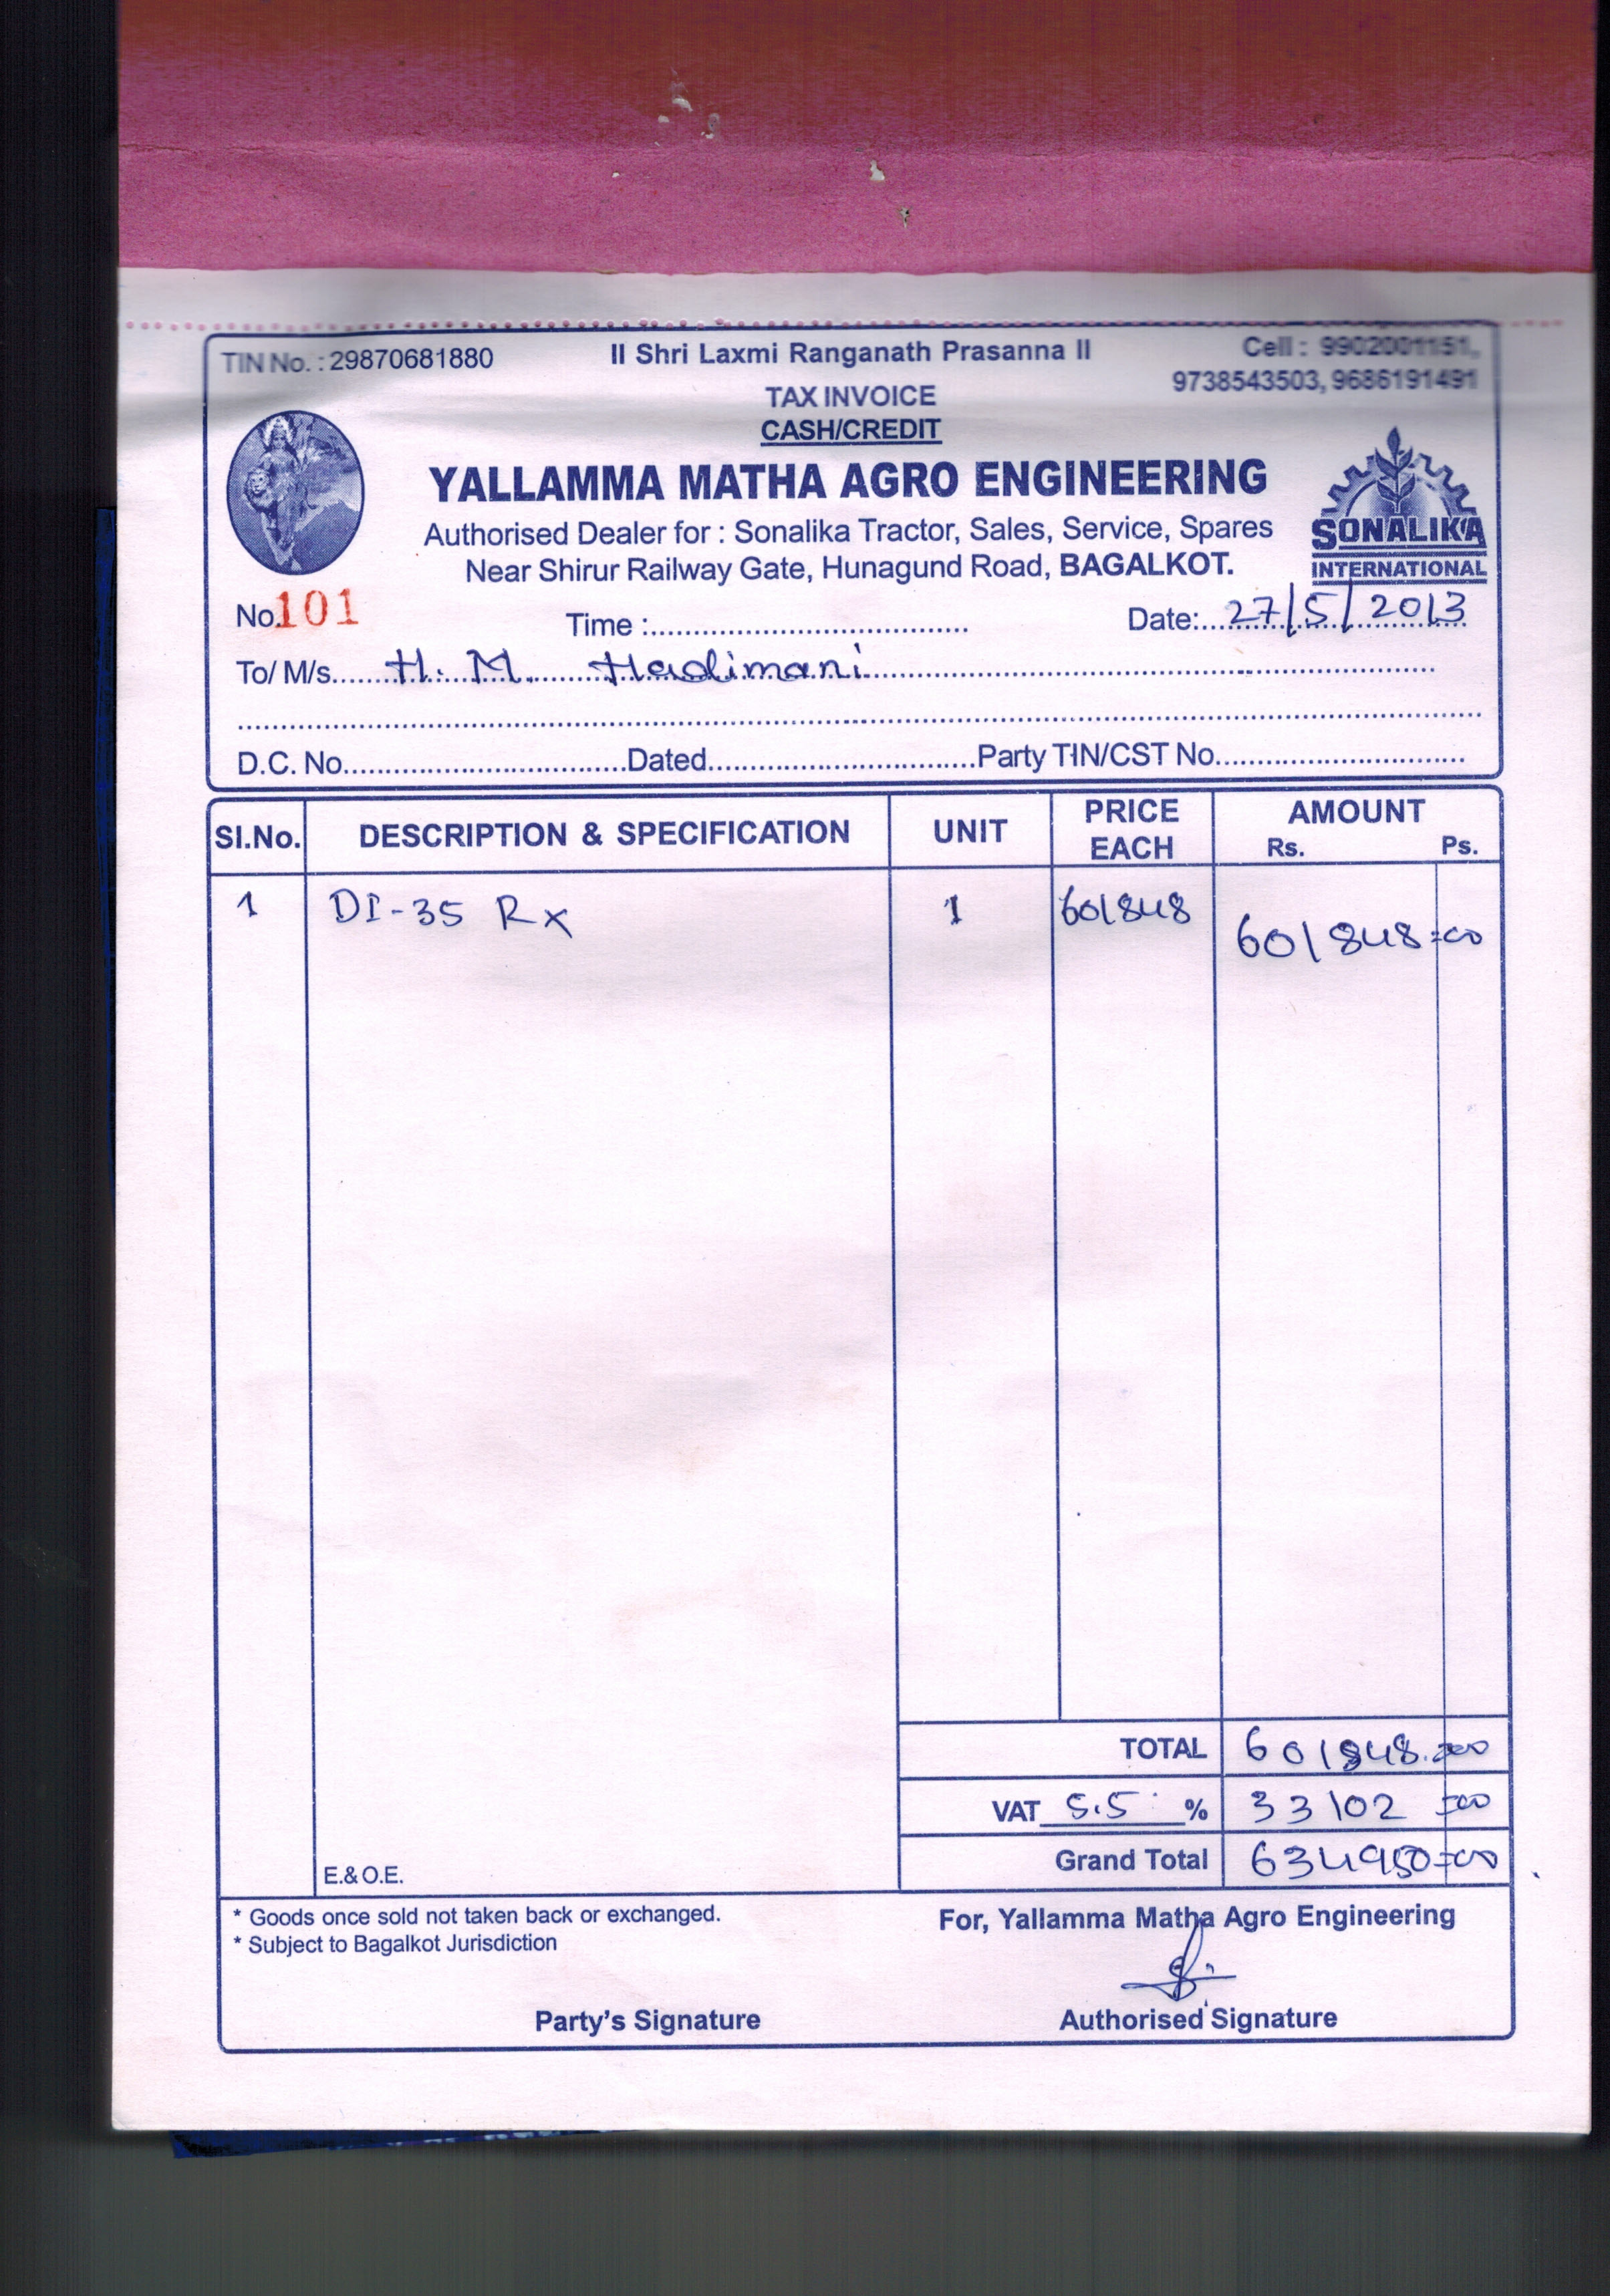 TIN No. : 29870681880
II Shri Laxmi Ranganath Prasanna II
Cell : 9902001151,
9738543503, 9686191491
TAX INVOICE
CASH/CREDIT
YALLAMMA MATHA AGRO ENGINEERING
Authorised Dealer for : Sonalika Tractor, Sales, Service, Spares
Near Shirur Railway Gate, Hunagund Road, BAGALKOT.
SONALIKA
INTERNATIONAL
No. 101 Time :........ Date: 27/5/2013
To/ M/s. H. M. Hadimani
D.C. No........ Dated........ Party TIN/CST No........
Sl.No. DESCRIPTION & SPECIFICATION UNIT PRICE EACH AMOUNT Rs. Ps.
1 DI-35 Rx 1 601848 601848=00
TOTAL 601848.=00
VAT 5.5 % 33102 =00
Grand Total 634950=00
E.& O.E.
* Goods once sold not taken back or exchanged.
* Subject to Bagalkot Jurisdiction
For, Yallamma Matha Agro Engineering
Party's Signature Authorised Signature